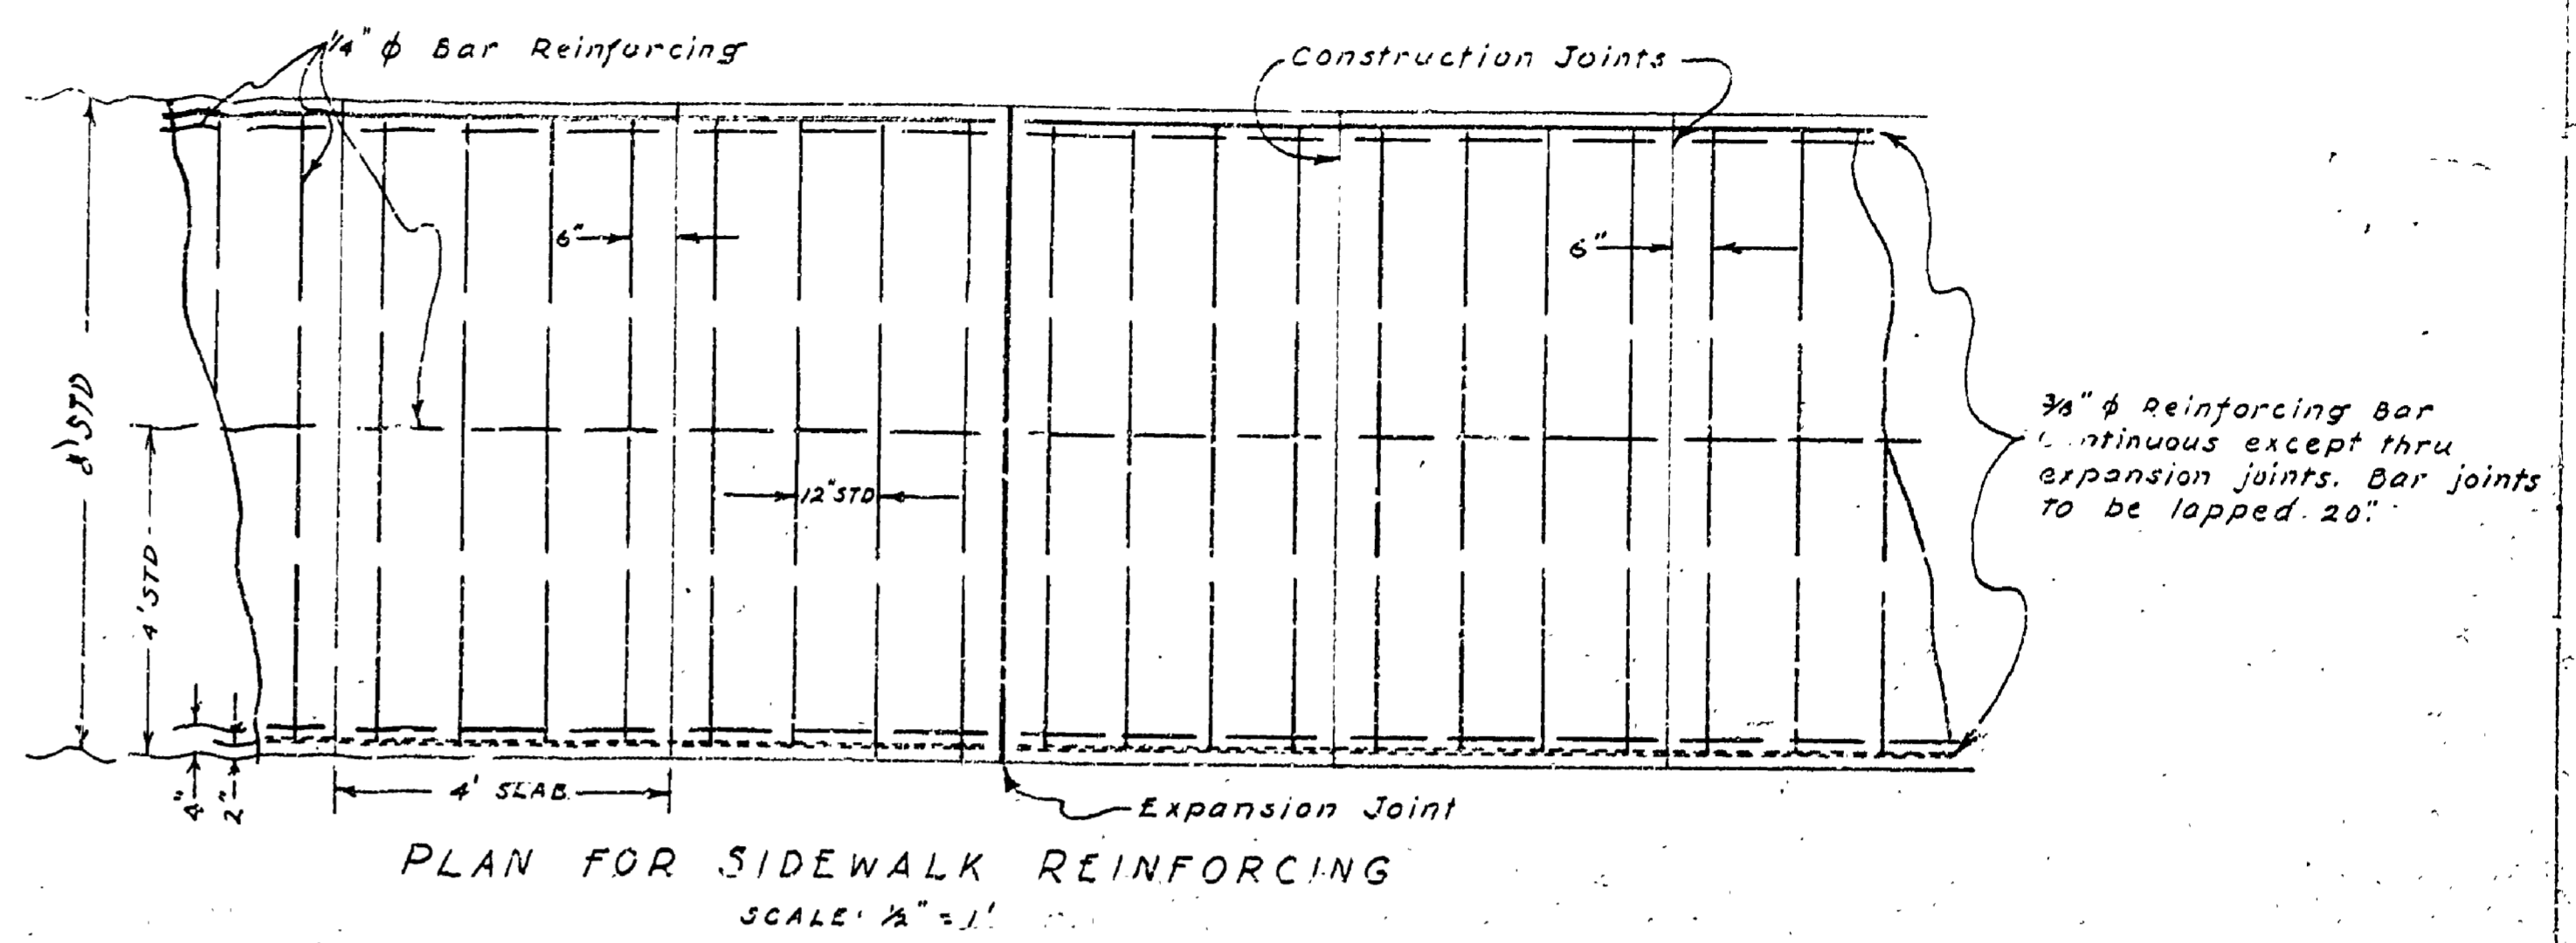 1/4" φ Bar Reinforcing
Construction Joints
6"
6"
8' STD
12" STD
4' STD
3/8" φ Reinforcing Bar
Continuous except thru
expansion joints. Bar joints
To be lapped 20".
4"
2"
4' SLAB
Expansion Joint
PLAN FOR SIDEWALK REINFORCING
SCALE: 1/2" = 1'